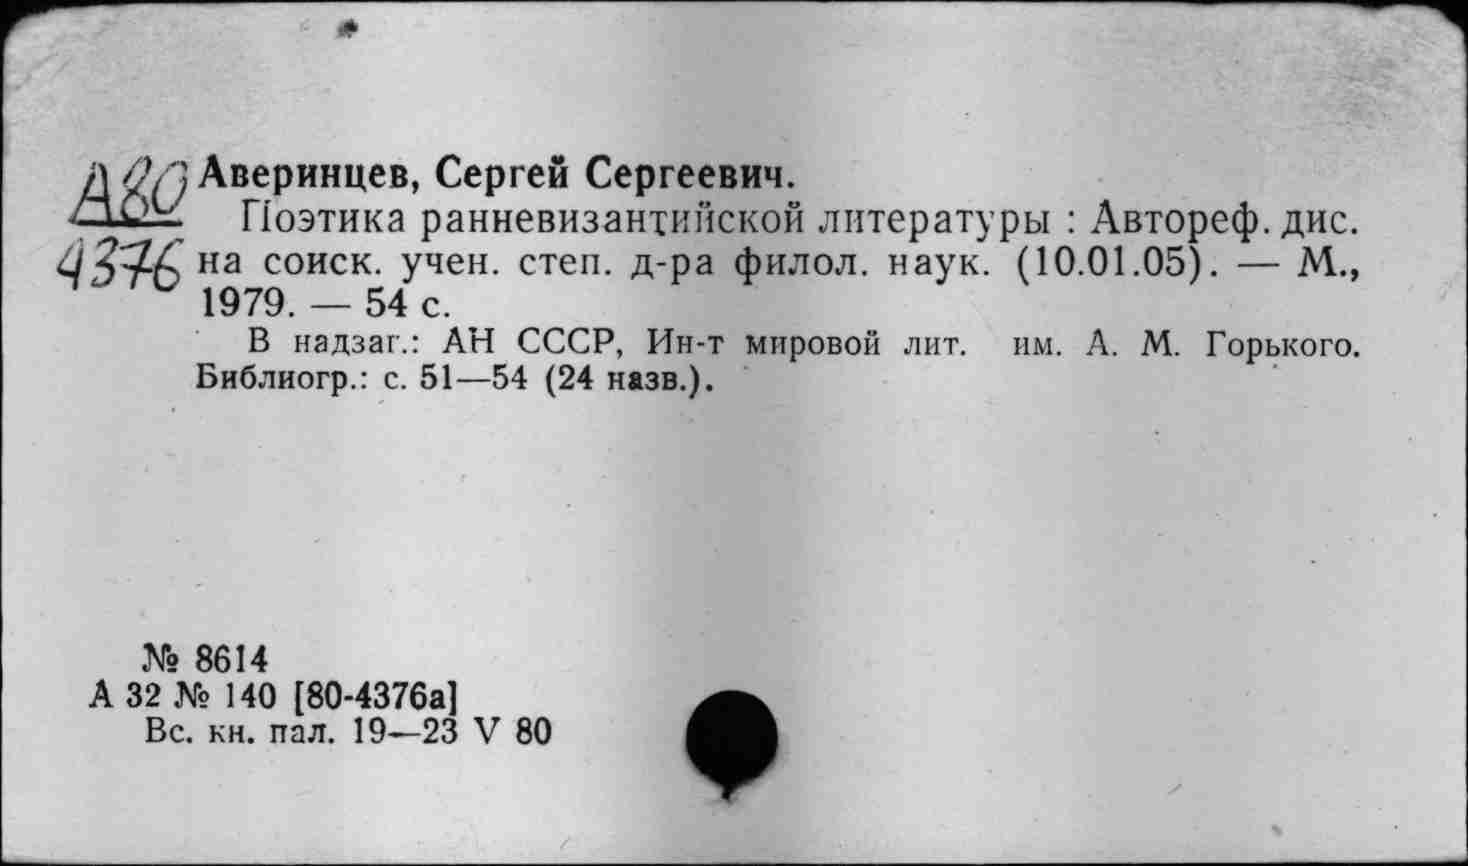 А80 Аверинцев, Сергей Сергеевич.
Поэтика ранневизантийской литературы : Автореф. дис.
4376 на соиск. учен. степ. д-ра филол. наук. (10.01.05). — М.,
1979. — 54 с.
В надзаг.: АН СССР, Ин-т мировой лит. им. А. М. Горького.
Библиогр.: с. 51—54 (24 назв.).
№ 8614
А 32 № 140 [80-4376а]
Вс. кн. пал. 19—23 V 80